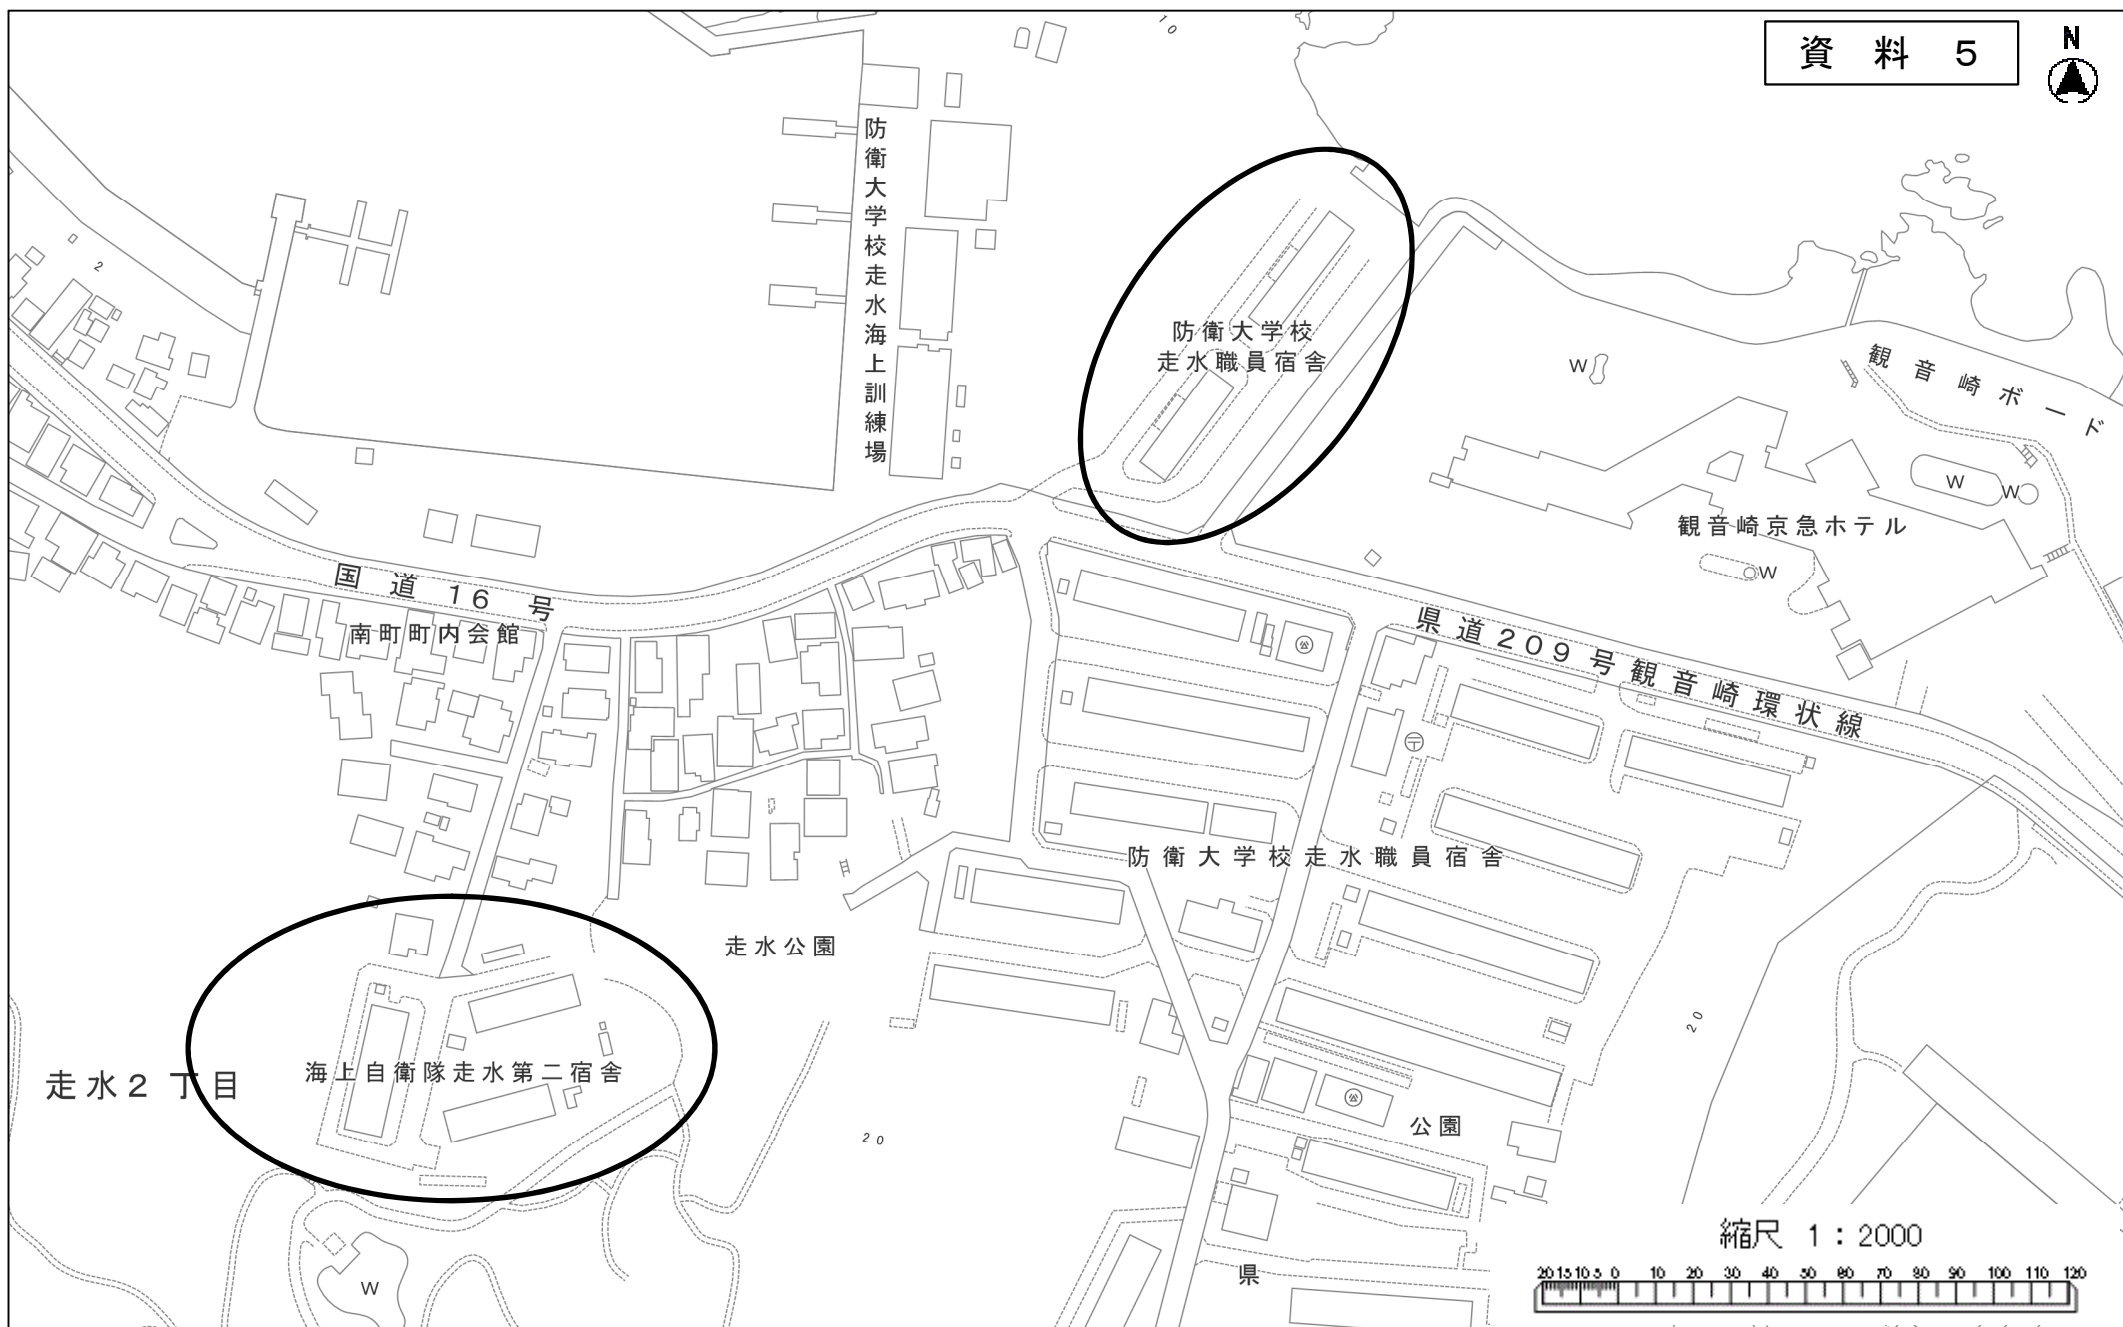 資料 5
N
10
防衛大学校走水海上訓練場
2
防衛大学校
走水職員宿舎
W
観音崎ボード
W
W
観音崎京急ホテル
W
国道16号
南町町内会館
県道209号観音崎環状線
防衛大学校走水職員宿舎
走水公園
20
海上自衛隊走水第二宿舎
走水2丁目
20
公園
県
W
縮尺 1:2000
20 15 10 5 0 10 20 30 40 50 60 70 80 90 100 110 120